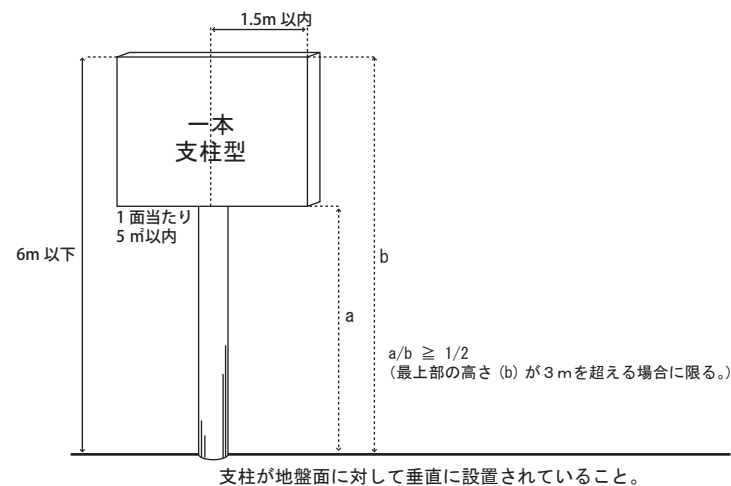 1.5m 以内
一本
支柱型
1 面当たり
5 ㎡以内
6m 以下
b
a
a/b ≧ 1/2
（最上部の高さ (b) が３ｍを超える場合に限る。）
支柱が地盤面に対して垂直に設置されていること。